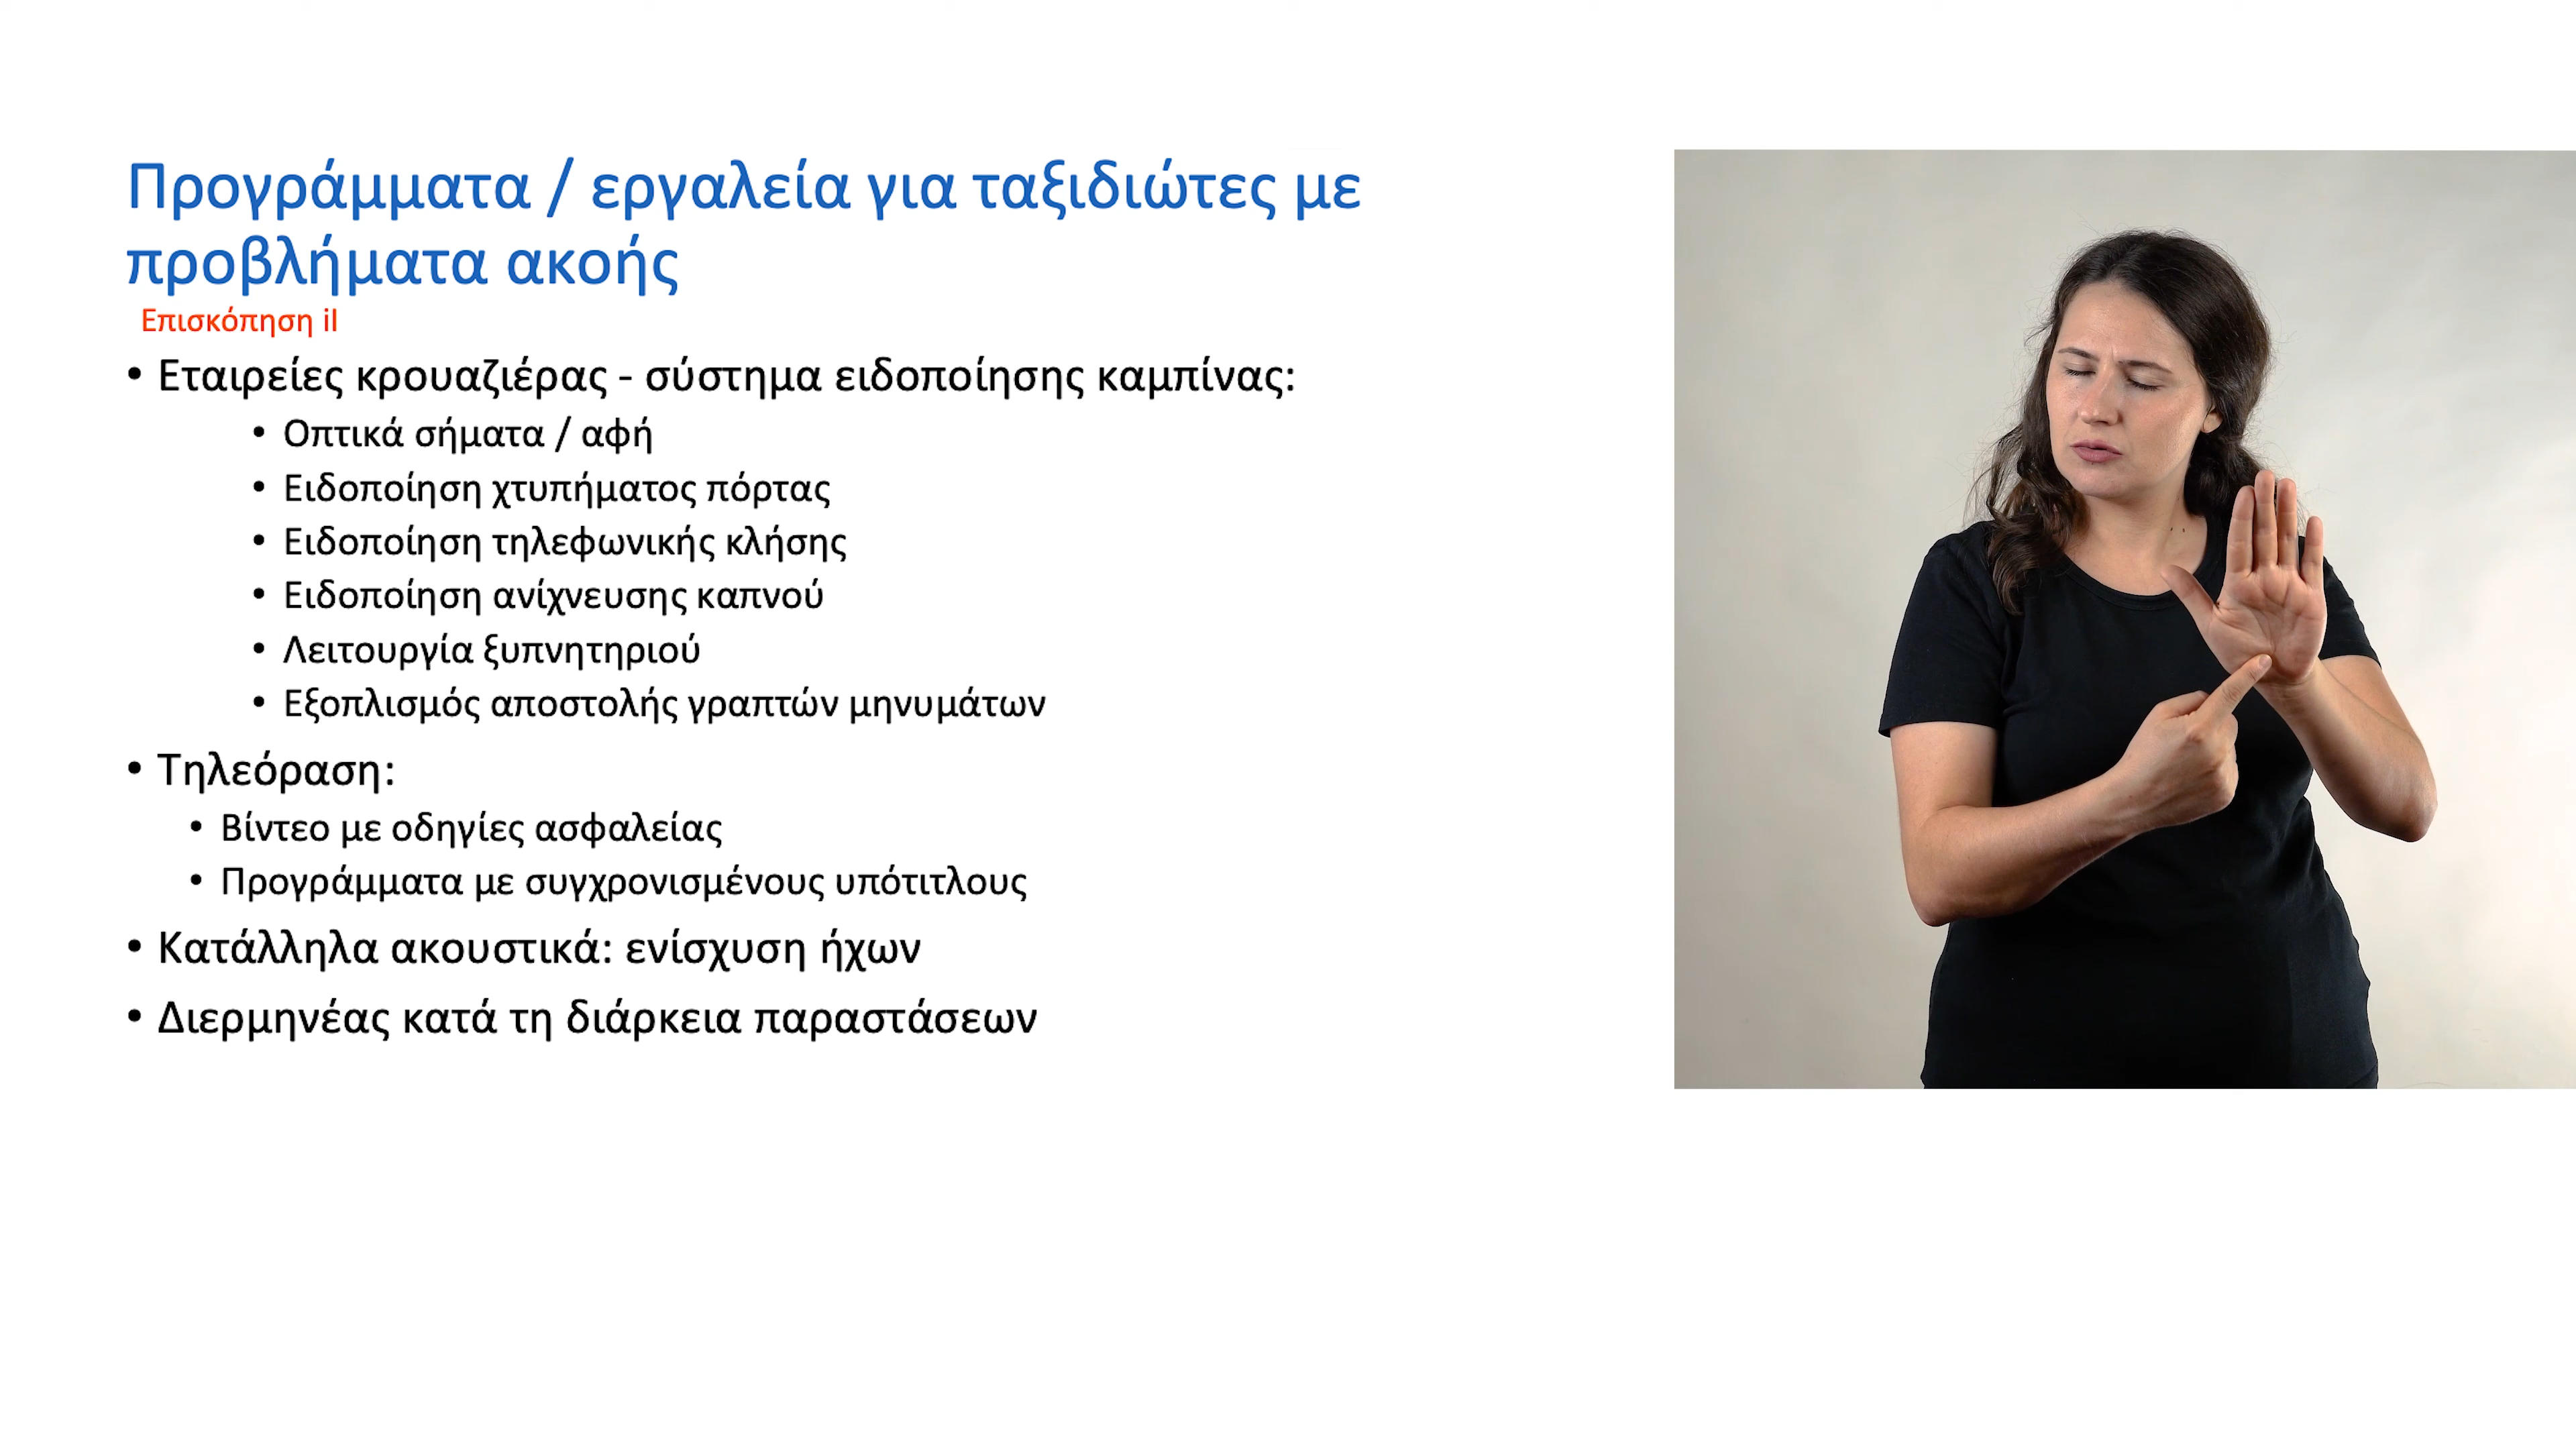 Προγράμματα / εργαλεία για ταξιδιώτες με
προβλήματα ακοής
Επισκόπηση iI
• Εταιρείες κρουαζιέρας - σύστημα ειδοποίησης καμπίνας:
• Οπτικά σήματα / αφή
• Ειδοποίηση χτυπήματος πόρτας
• Ειδοποίηση τηλεφωνικής κλήσης
• Ειδοποίηση ανίχνευσης καπνού
• Λειτουργία ξυπνητηριού
• Εξοπλισμός αποστολής γραπτών μηνυμάτων
• Τηλεόραση:
• Βίντεο με οδηγίες ασφαλείας
• Προγράμματα με συγχρονισμένους υπότιτλους
• Κατάλληλα ακουστικά: ενίσχυση ήχων
• Διερμηνέας κατά τη διάρκεια παραστάσεων